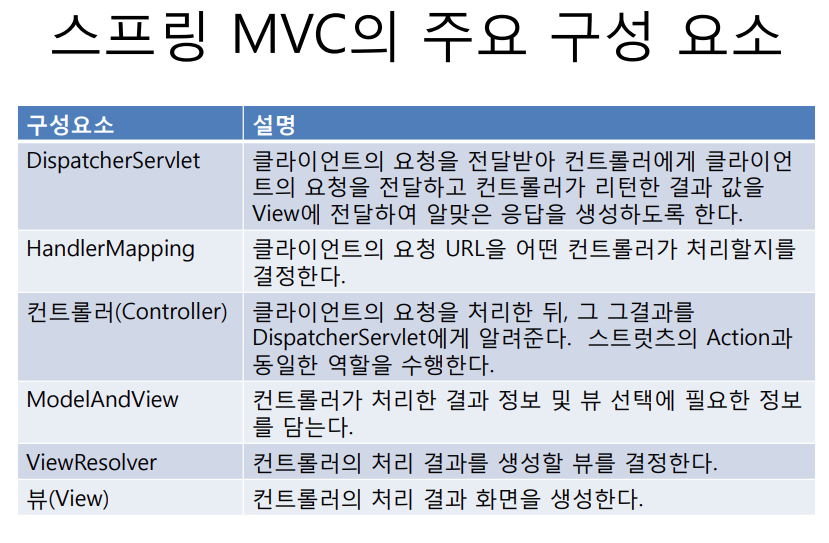 스프링 MVC의 주요 구성 요소
구성요소 설명
DispatcherServlet 클라이언트의 요청을 전달받아 컨트롤러에게 클라이언
트의 요청을 전달하고 컨트롤러가 리턴한 결과 값을
View에 전달하여 알맞은 응답을 생성하도록 한다.
HandlerMapping 클라이언트의 요청 URL을 어떤 컨트롤러가 처리할지를
결정한다.
컨트롤러(Controller) 클라이언트의 요청을 처리한 뒤, 그 그결과를
DispatcherServlet에게 알려준다. 스트럿츠의 Action과
동일한 역할을 수행한다.
ModelAndView 컨트롤러가 처리한 결과 정보 및 뷰 선택에 필요한 정보
를 담는다.
ViewResolver 컨트롤러의 처리 결과를 생성할 뷰를 결정한다.
뷰(View) 컨트롤러의 처리 결과 화면을 생성한다.